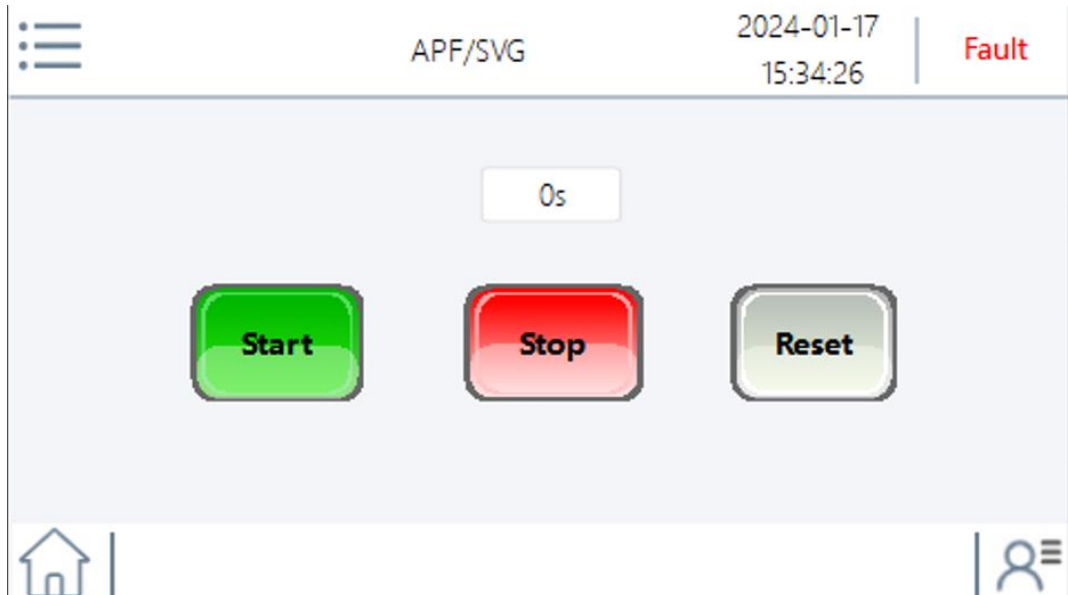 APF/SVG
2024-01-17
15:34:26
Fault
0s
Start
Stop
Reset